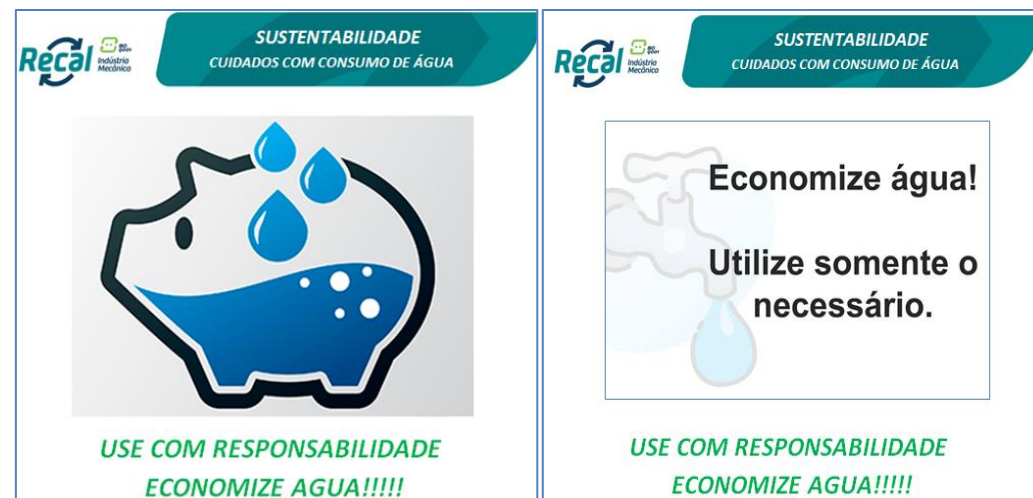 Recal
Indústria
Mecânica
SUSTENTABILIDADE
CUIDADOS COM CONSUMO DE ÁGUA
USE COM RESPONSABILIDADE
ECONOMIZE AGUA!!!!!
Recal
Indústria
Mecânica
SUSTENTABILIDADE
CUIDADOS COM CONSUMO DE ÁGUA
Economize água!
Utilize somente o
necessário.
USE COM RESPONSABILIDADE
ECONOMIZE AGUA!!!!!